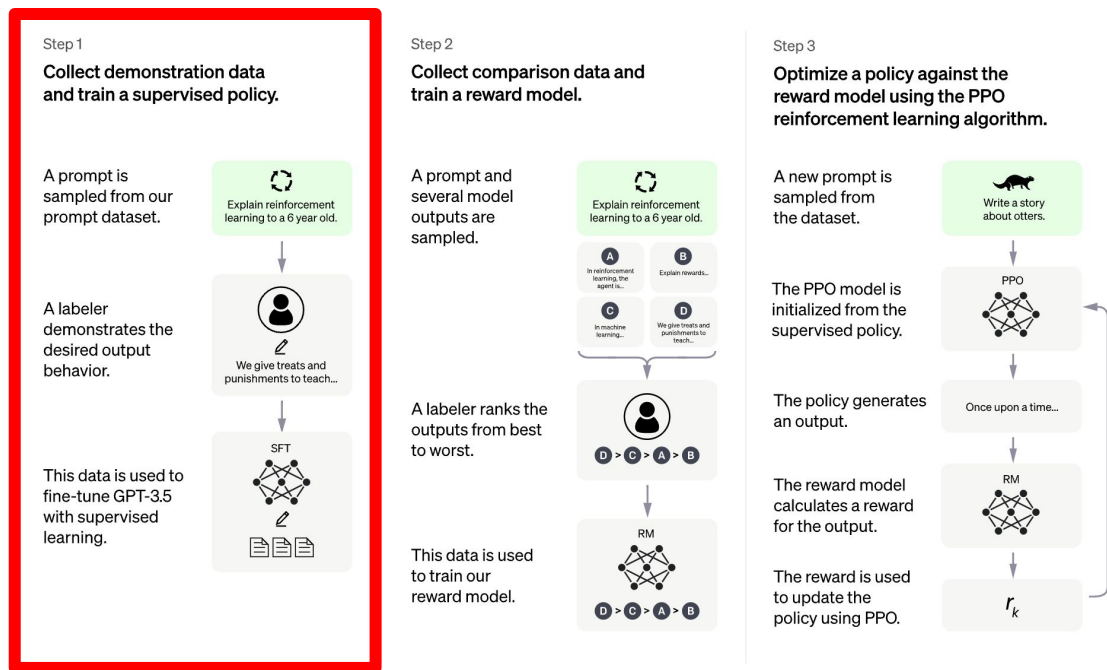 Step 1
Collect demonstration data
and train a supervised policy.
A prompt is
sampled from our
prompt dataset.
Explain reinforcement
learning to a 6 year old.
A labeler
demonstrates the
desired output
behavior.
We give treats and
punishments to teach...
This data is used to
fine-tune GPT-3.5
with supervised
learning.
SFT
Step 2
Collect comparison data and
train a reward model.
A prompt and
several model
outputs are
sampled.
Explain reinforcement
learning to a 6 year old.
A
In reinforcement
learning, the
agent is...
B
Explain rewards...
C
In machine
learning...
D
We give treats and
punishments to
teach...
A labeler ranks the
outputs from best
to worst.
D > C > A > B
This data is used
to train our
reward model.
RM
D > C > A > B
Step 3
Optimize a policy against the
reward model using the PPO
reinforcement learning algorithm.
A new prompt is
sampled from
the dataset.
Write a story
about otters.
The PPO model is
initialized from the
supervised policy.
PPO
The policy generates
an output.
Once upon a time...
The reward model
calculates a reward
for the output.
RM
The reward is used
to update the
policy using PPO.
rₖ